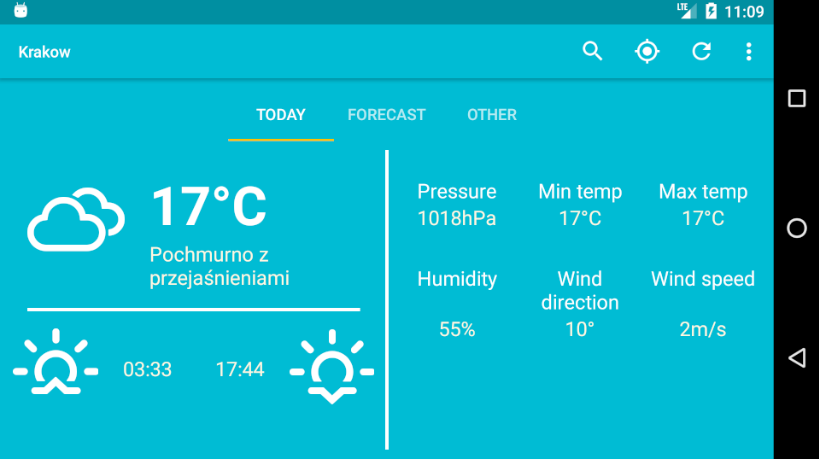 LTE 11:09
Krakow
TODAY FORECAST OTHER
17°C
Pochmurno z
przejaśnieniami
03:33 17:44
Pressure Min temp Max temp
1018hPa 17°C 17°C
Humidity Wind Wind speed
direction
55% 10° 2m/s